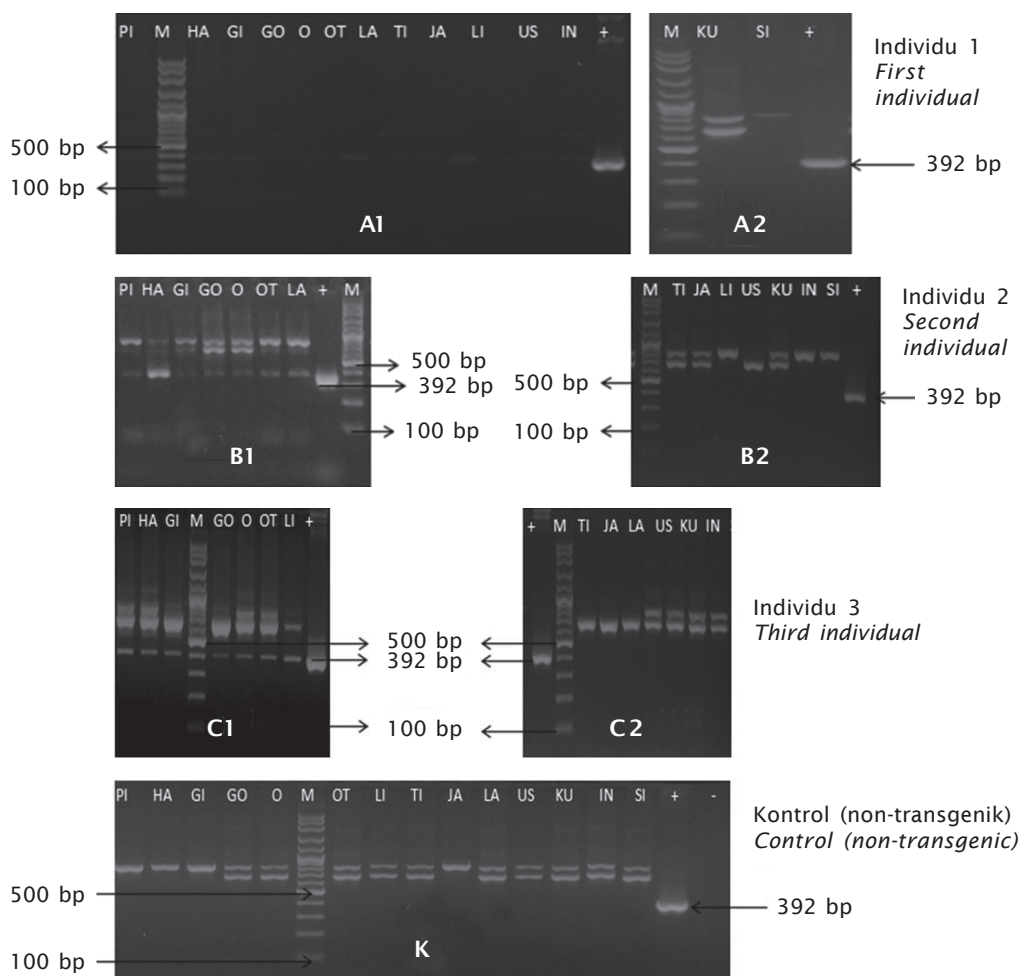 PI M HA GI GO O OT LA TI JA LI US IN +
M KU SI +
Individu 1
First
individual
500 bp
100 bp
392 bp
A1
A2
PI HA GI GO O OT LA + M
M TI JA LI US KU IN SI +
Individu 2
Second
individual
500 bp
392 bp
100 bp
500 bp
100 bp
392 bp
B1
B2
PI HA GI M GO O OT LI +
+ M TI JA LA US KU IN
Individu 3
Third individual
500 bp
392 bp
100 bp
C1
C2
PI HA GI GO O M OT LI TI JA LA US KU IN SI + -
Kontrol (non-transgenik)
Control (non-transgenic)
500 bp
392 bp
100 bp
K